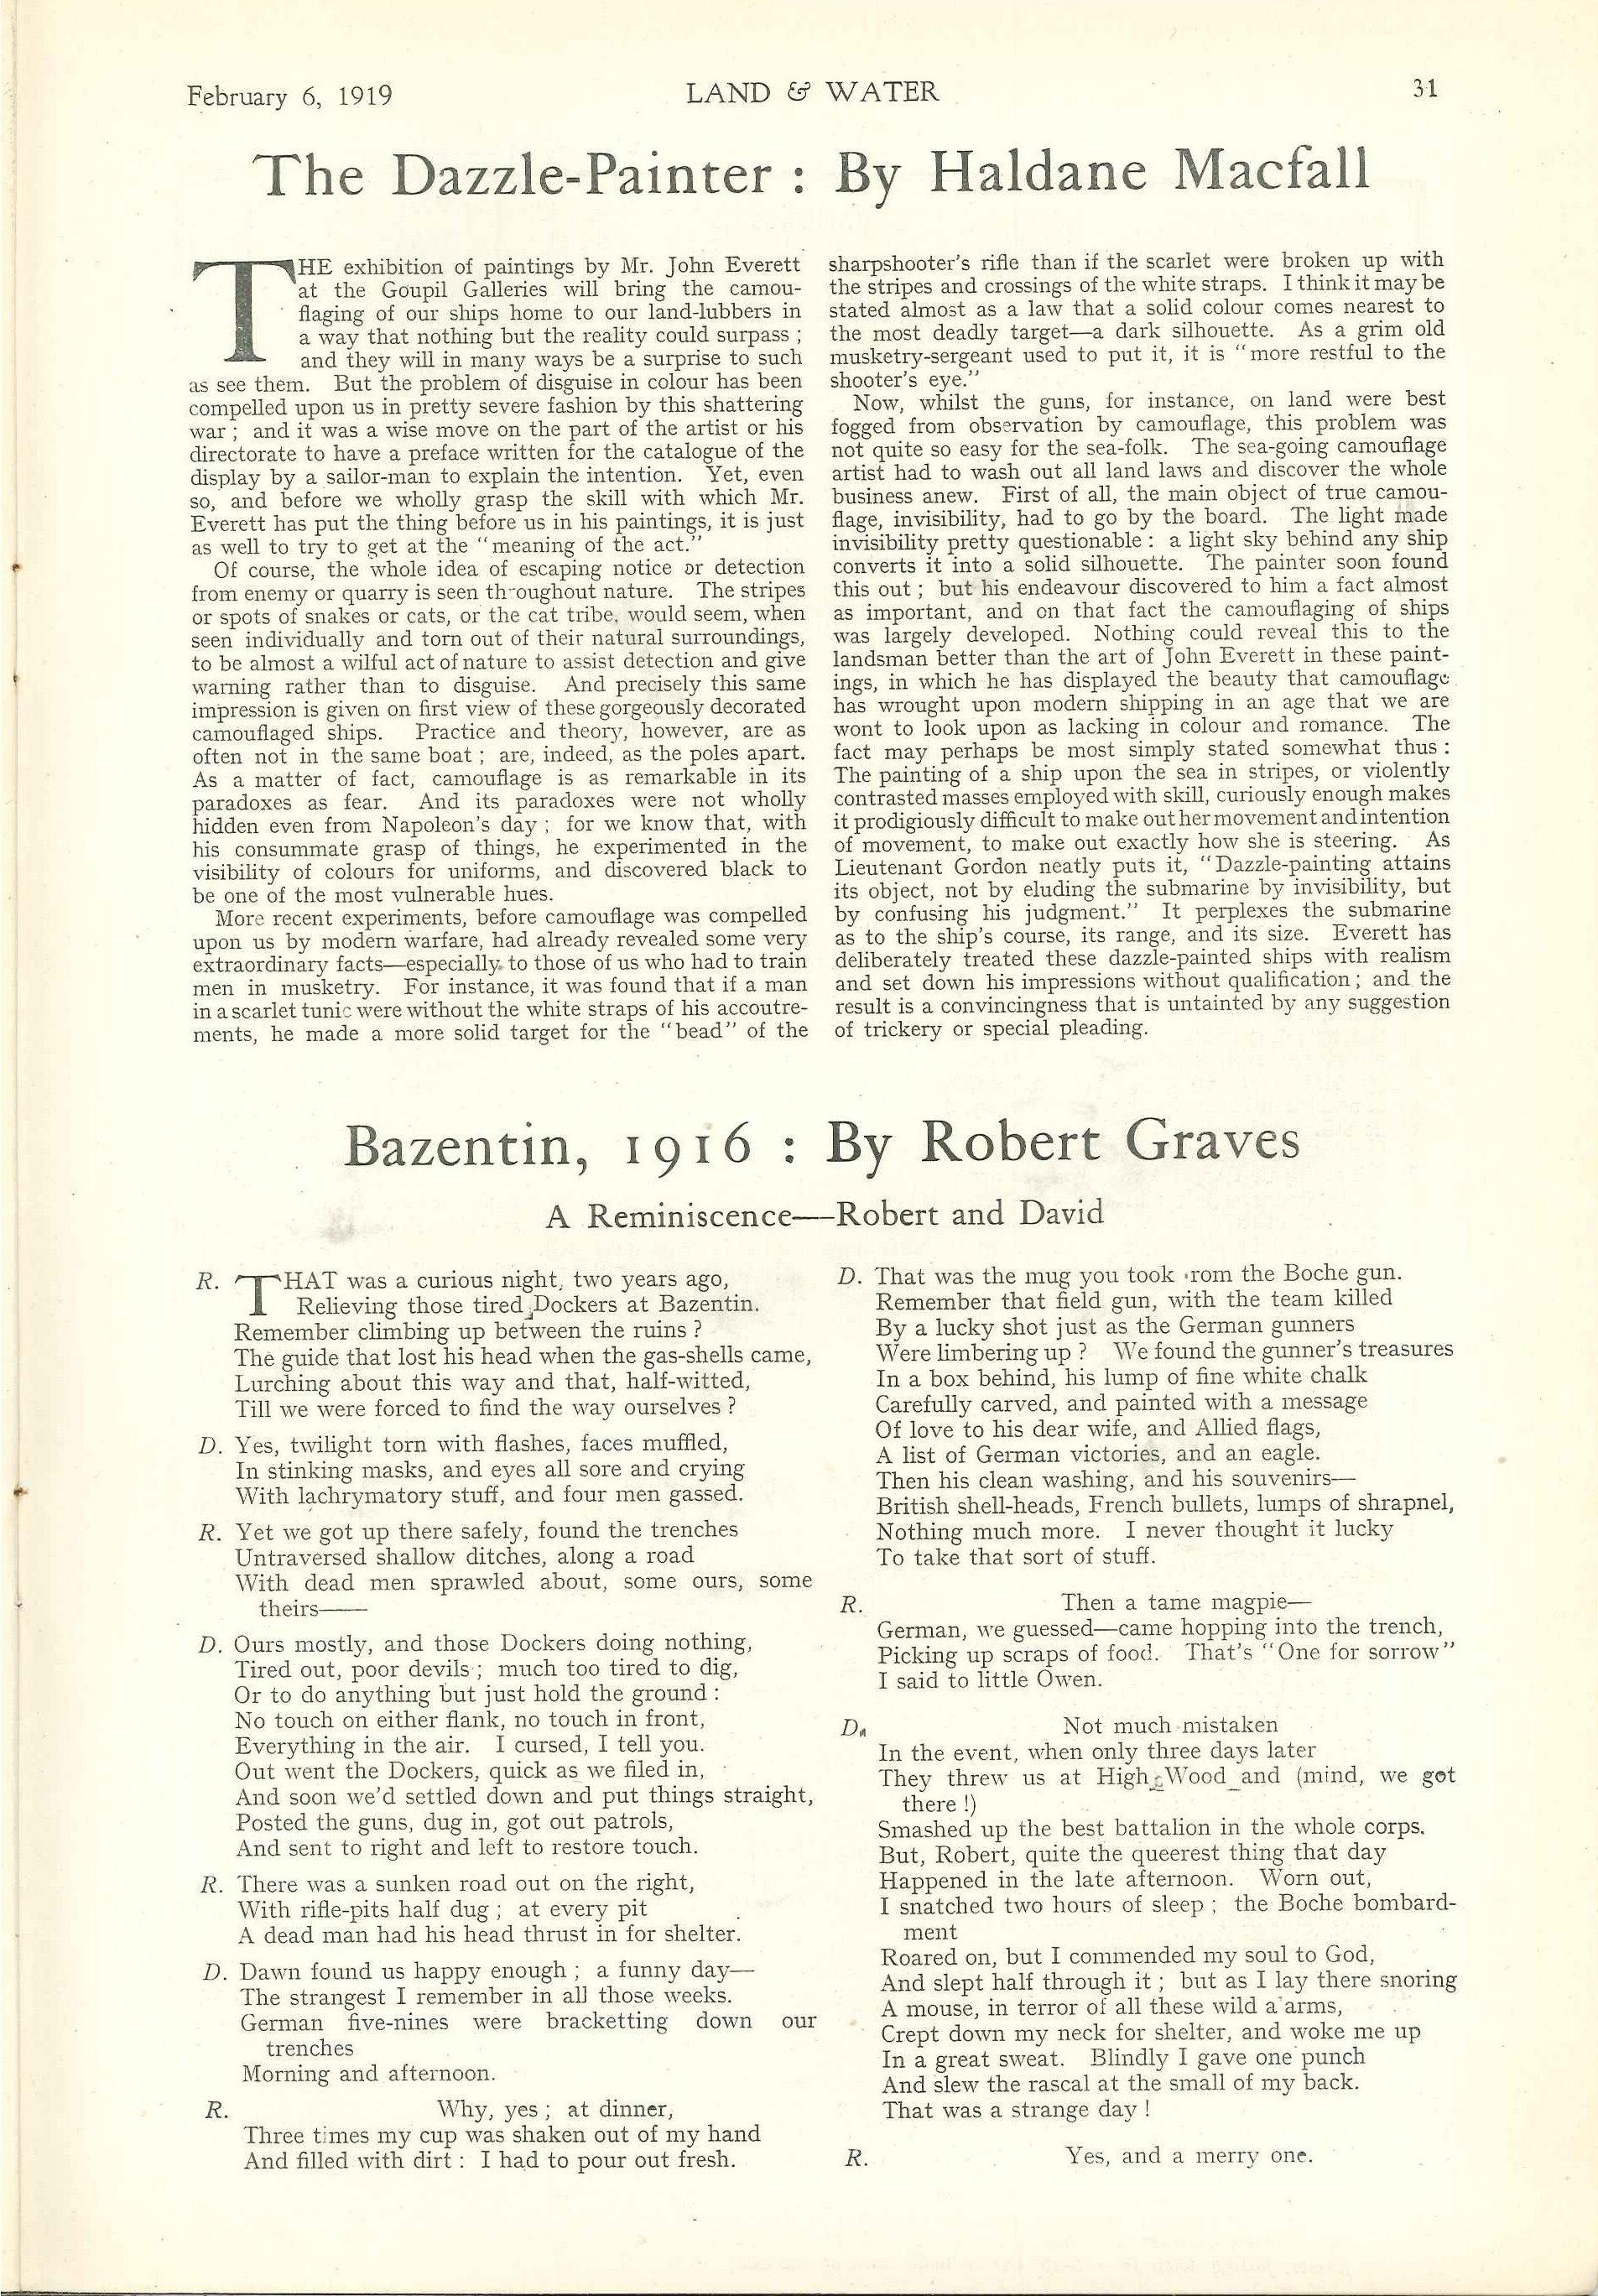 February 6, 1919
LAND & WATER
31
The Dazzle-Painter : By Haldane Macfall
THE exhibition of paintings by Mr. John Everett
at the Goupil Galleries will bring the camou-
flaging of our ships home to our land-lubbers in
a way that nothing but the reality could surpass ;
and they will in many ways be a surprise to such
as see them. But the problem of disguise in colour has been
compelled upon us in pretty severe fashion by this shattering
war ; and it was a wise move on the part of the artist or his
directorate to have a preface written for the catalogue of the
display by a sailor-man to explain the intention. Yet, even
so, and before we wholly grasp the skill with which Mr.
Everett has put the thing before us in his paintings, it is just
as well to try to get at the "meaning of the act."
Of course, the whole idea of escaping notice or detection
from enemy or quarry is seen throughout nature. The stripes
or spots of snakes or cats, or the cat tribe, would seem, when
seen individually and torn out of their natural surroundings,
to be almost a wilful act of nature to assist detection and give
warning rather than to disguise. And precisely this same
impression is given on first view of these gorgeously decorated
camouflaged ships. Practice and theory, however, are as
often not in the same boat ; are, indeed, as the poles apart.
As a matter of fact, camouflage is as remarkable in its
paradoxes as fear. And its paradoxes were not wholly
hidden even from Napoleon's day ; for we know that, with
his consummate grasp of things, he experimented in the
visibility of colours for uniforms, and discovered black to
be one of the most vulnerable hues.
More recent experiments, before camouflage was compelled
upon us by modern warfare, had already revealed some very
extraordinary facts—especially to those of us who had to train
men in musketry. For instance, it was found that if a man
in a scarlet tunic were without the white straps of his accoutre-
ments, he made a more solid target for the "bead" of the
sharpshooter's rifle than if the scarlet were broken up with
the stripes and crossings of the white straps. I think it may be
stated almost as a law that a solid colour comes nearest to
the most deadly target—a dark silhouette. As a grim old
musketry-sergeant used to put it, it is "more restful to the
shooter's eye."
Now, whilst the guns, for instance, on land were best
fogged from observation by camouflage, this problem was
not quite so easy for the sea-folk. The sea-going camouflage
artist had to wash out all land laws and discover the whole
business anew. First of all, the main object of true camou-
flage, invisibility, had to go by the board. The light made
invisibility pretty questionable : a light sky behind any ship
converts it into a solid silhouette. The painter soon found
this out ; but his endeavour discovered to him a fact almost
as important, and on that fact the camouflaging of ships
was largely developed. Nothing could reveal this to the
landsman better than the art of John Everett in these paint-
ings, in which he has displayed the beauty that camouflage
has wrought upon modern shipping in an age that we are
wont to look upon as lacking in colour and romance. The
fact may perhaps be most simply stated somewhat thus :
The painting of a ship upon the sea in stripes, or violently
contrasted masses employed with skill, curiously enough makes
it prodigiously difficult to make out her movement and intention
of movement, to make out exactly how she is steering. As
Lieutenant Gordon neatly puts it, "Dazzle-painting attains
its object, not by eluding the submarine by invisibility, but
by confusing his judgment." It perplexes the submarine
as to the ship's course, its range, and its size. Everett has
deliberately treated these dazzle-painted ships with realism
and set down his impressions without qualification ; and the
result is a convincingness that is untainted by any suggestion
of trickery or special pleading.
Bazentin, 1916 : By Robert Graves
A Reminiscence—Robert and David
R. THAT was a curious night, two years ago,
Relieving those tired Dockers at Bazentin.
Remember climbing up between the ruins ?
The guide that lost his head when the gas-shells came,
Lurching about this way and that, half-witted,
Till we were forced to find the way ourselves ?
D. Yes, twilight torn with flashes, faces muffled,
In stinking masks, and eyes all sore and crying
With lachrymatory stuff, and four men gassed.
R. Yet we got up there safely, found the trenches
Untraversed shallow ditches, along a road
With dead men sprawled about, some ours, some
theirs——
D. Ours mostly, and those Dockers doing nothing,
Tired out, poor devils ; much too tired to dig,
Or to do anything but just hold the ground :
No touch on either flank, no touch in front,
Everything in the air. I cursed, I tell you.
Out went the Dockers, quick as we filed in,
And soon we'd settled down and put things straight,
Posted the guns, dug in, got out patrols,
And sent to right and left to restore touch.
R. There was a sunken road out on the right,
With rifle-pits half dug ; at every pit
A dead man had his head thrust in for shelter.
D. Dawn found us happy enough ; a funny day—
The strangest I remember in all those weeks.
German five-nines were bracketting down our
trenches
Morning and afternoon.
R. Why, yes ; at dinner,
Three times my cup was shaken out of my hand
And filled with dirt : I had to pour out fresh.
D. That was the mug you took from the Boche gun.
Remember that field gun, with the team killed
By a lucky shot just as the German gunners
Were limbering up ? We found the gunner's treasures
In a box behind, his lump of fine white chalk
Carefully carved, and painted with a message
Of love to his dear wife, and Allied flags,
A list of German victories, and an eagle.
Then his clean washing, and his souvenirs—
British shell-heads, French bullets, lumps of shrapnel,
Nothing much more. I never thought it lucky
To take that sort of stuff.
R. Then a tame magpie—
German, we guessed—came hopping into the trench,
Picking up scraps of food. That's "One for sorrow"
I said to little Owen.
D. Not much mistaken
In the event, when only three days later
They threw us at High Wood and (mind, we got
there !)
Smashed up the best battalion in the whole corps.
But, Robert, quite the queerest thing that day
Happened in the late afternoon. Worn out,
I snatched two hours of sleep ; the Boche bombard-
ment
Roared on, but I commended my soul to God,
And slept half through it ; but as I lay there snoring
A mouse, in terror of all these wild alarms,
Crept down my neck for shelter, and woke me up
In a great sweat. Blindly I gave one punch
And slew the rascal at the small of my back.
That was a strange day !
R. Yes, and a merry one.